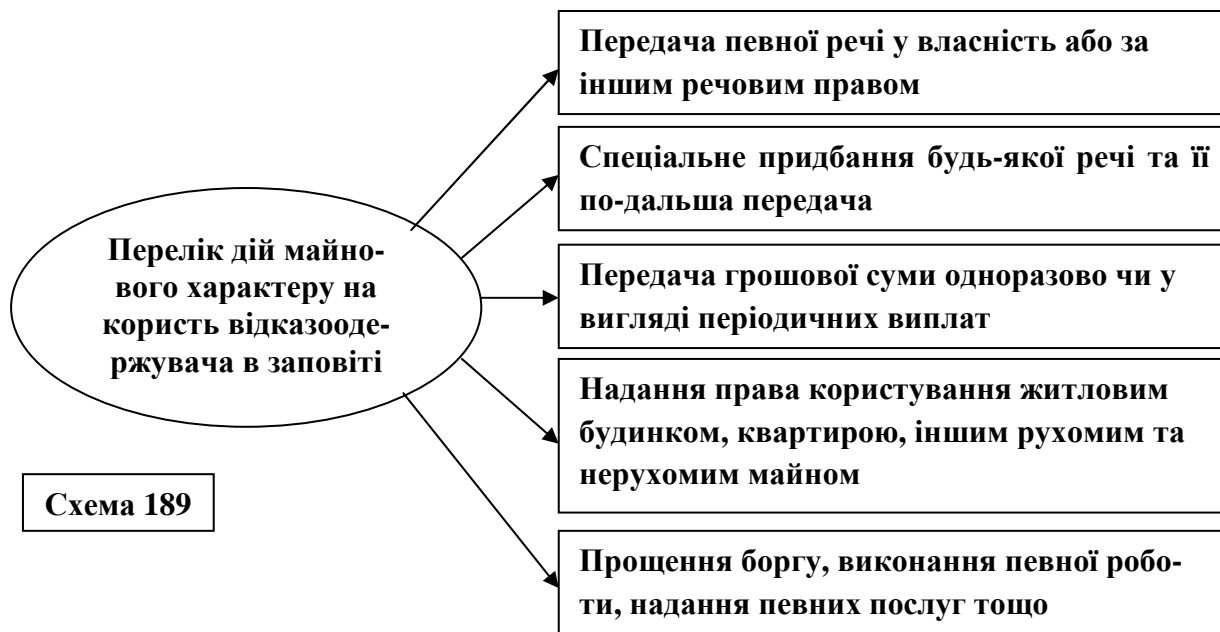 Передача певної речі у власність або за
іншим речовим правом
Спеціальне придбання будь-якої речі та її
по-дальша передача
Перелік дій майно-
вого характеру на
користь відказооде-
ржувача в заповіті
Передача грошової суми одноразово чи у
вигляді періодичних виплат
Надання права користування житловим
будинком, квартирою, іншим рухомим та
нерухомим майном
Схема 189
Прощення боргу, виконання певної робо-
ти, надання певних послуг тощо